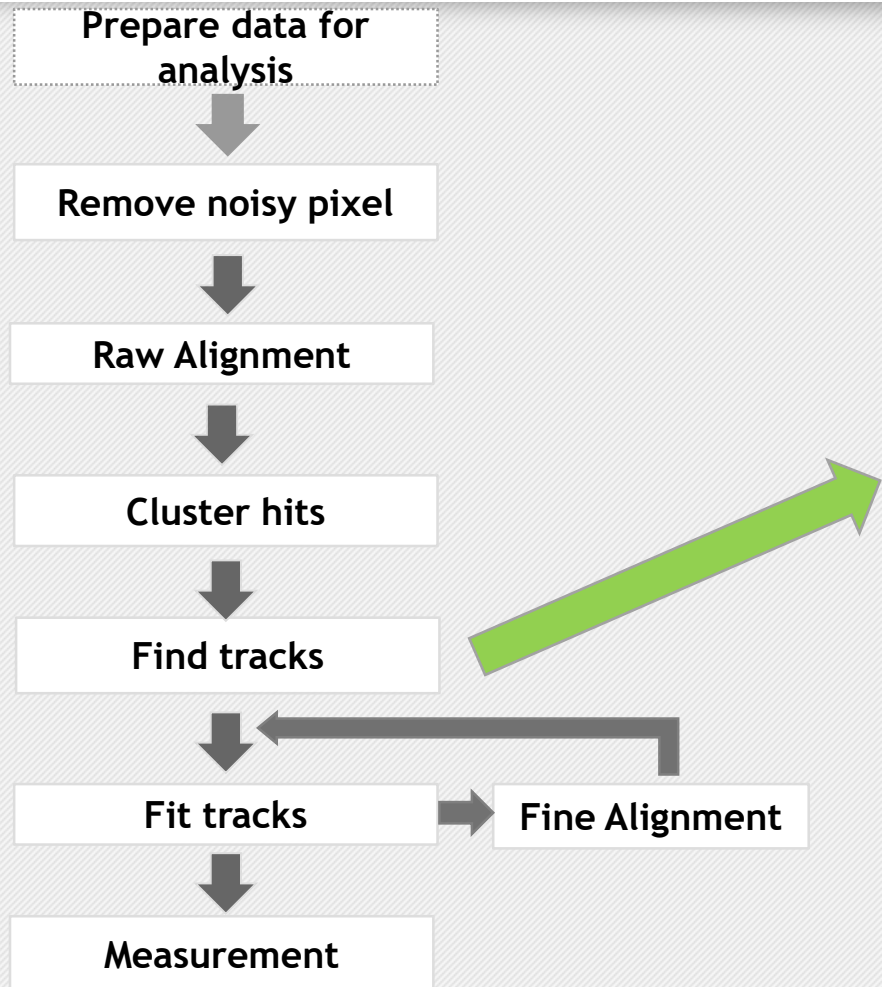 Prepare data for
analysis
Remove noisy pixel
Raw Alignment
Cluster hits
Find tracks
Fit tracks
Fine Alignment
Measurement